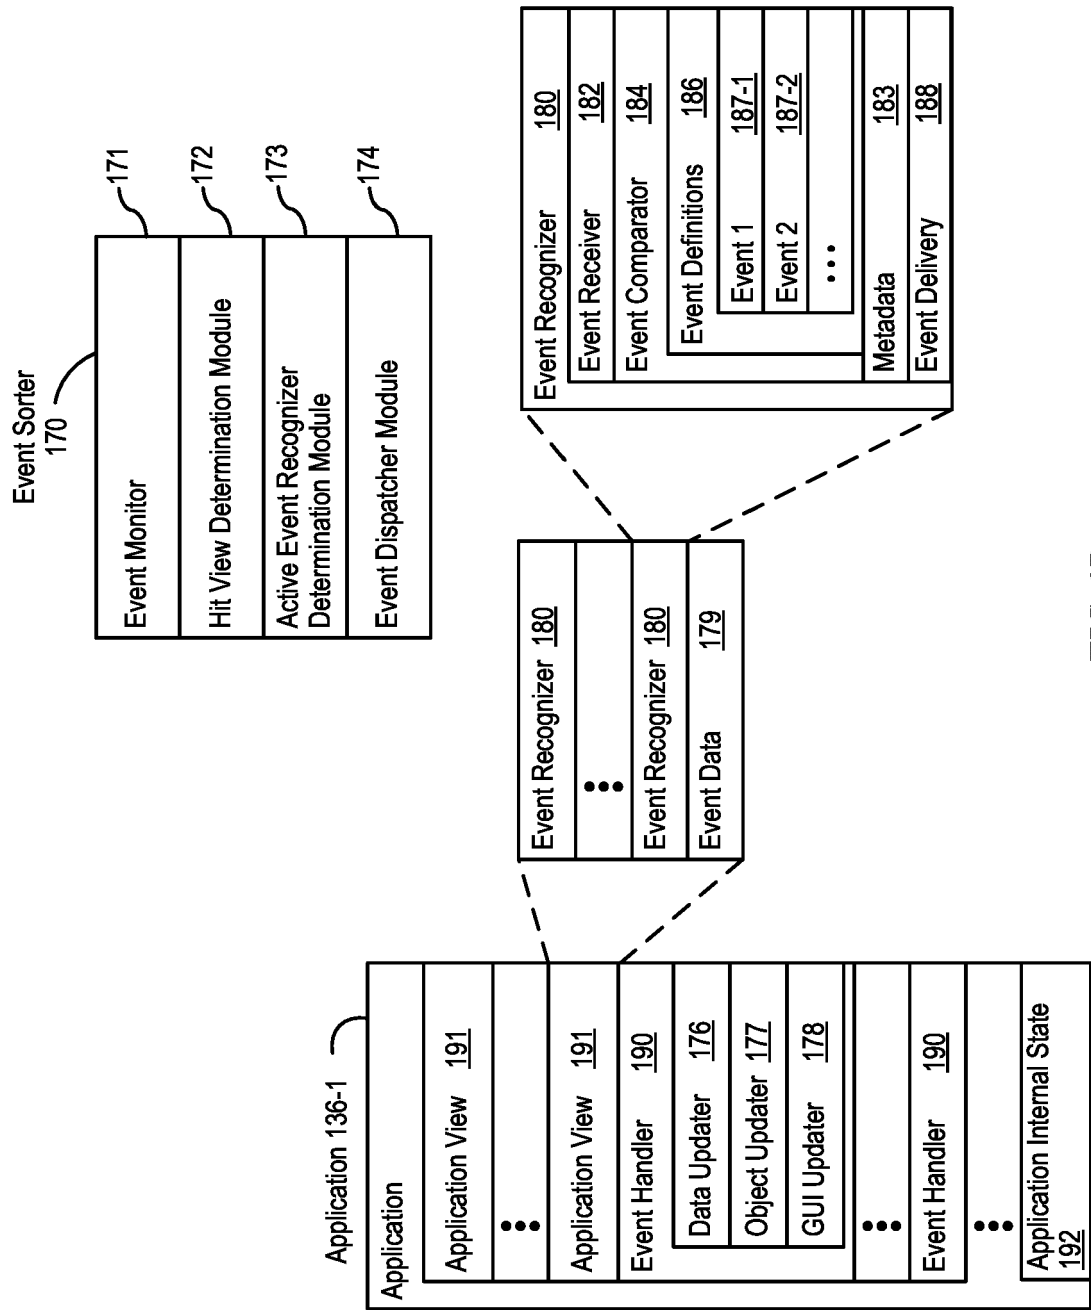 Event Sorter
170
Event Monitor
171
Hit View Determination Module
172
Active Event Recognizer
Determination Module
173
Event Dispatcher Module
174
Application 136-1
Application
Application View 191
•••
Application View 191
Event Handler 190
Data Updater 176
Object Updater 177
GUI Updater 178
•••
Event Handler 190
•••
Application Internal State
192
Event Recognizer 180
•••
Event Recognizer 180
Event Data 179
Event Recognizer 180
Event Receiver 182
Event Comparator 184
Event Definitions 186
Event 1 187-1
Event 2 187-2
•••
Metadata 183
Event Delivery 188